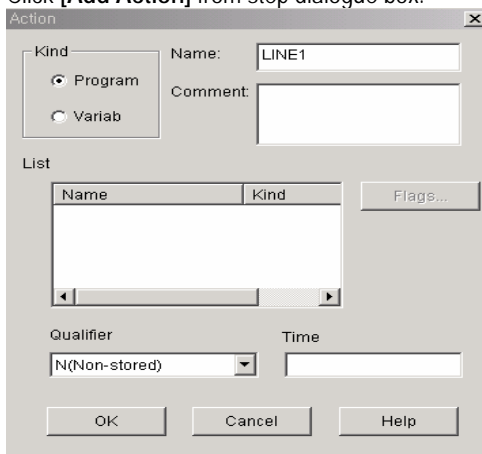 Click [Add Action] from step dialogue box.
Action
Kind
Name: LINE1
Program
Comment:
Variab
List
Name Kind
Flags...
Qualifier Time
N(Non-stored)
OK Cancel Help